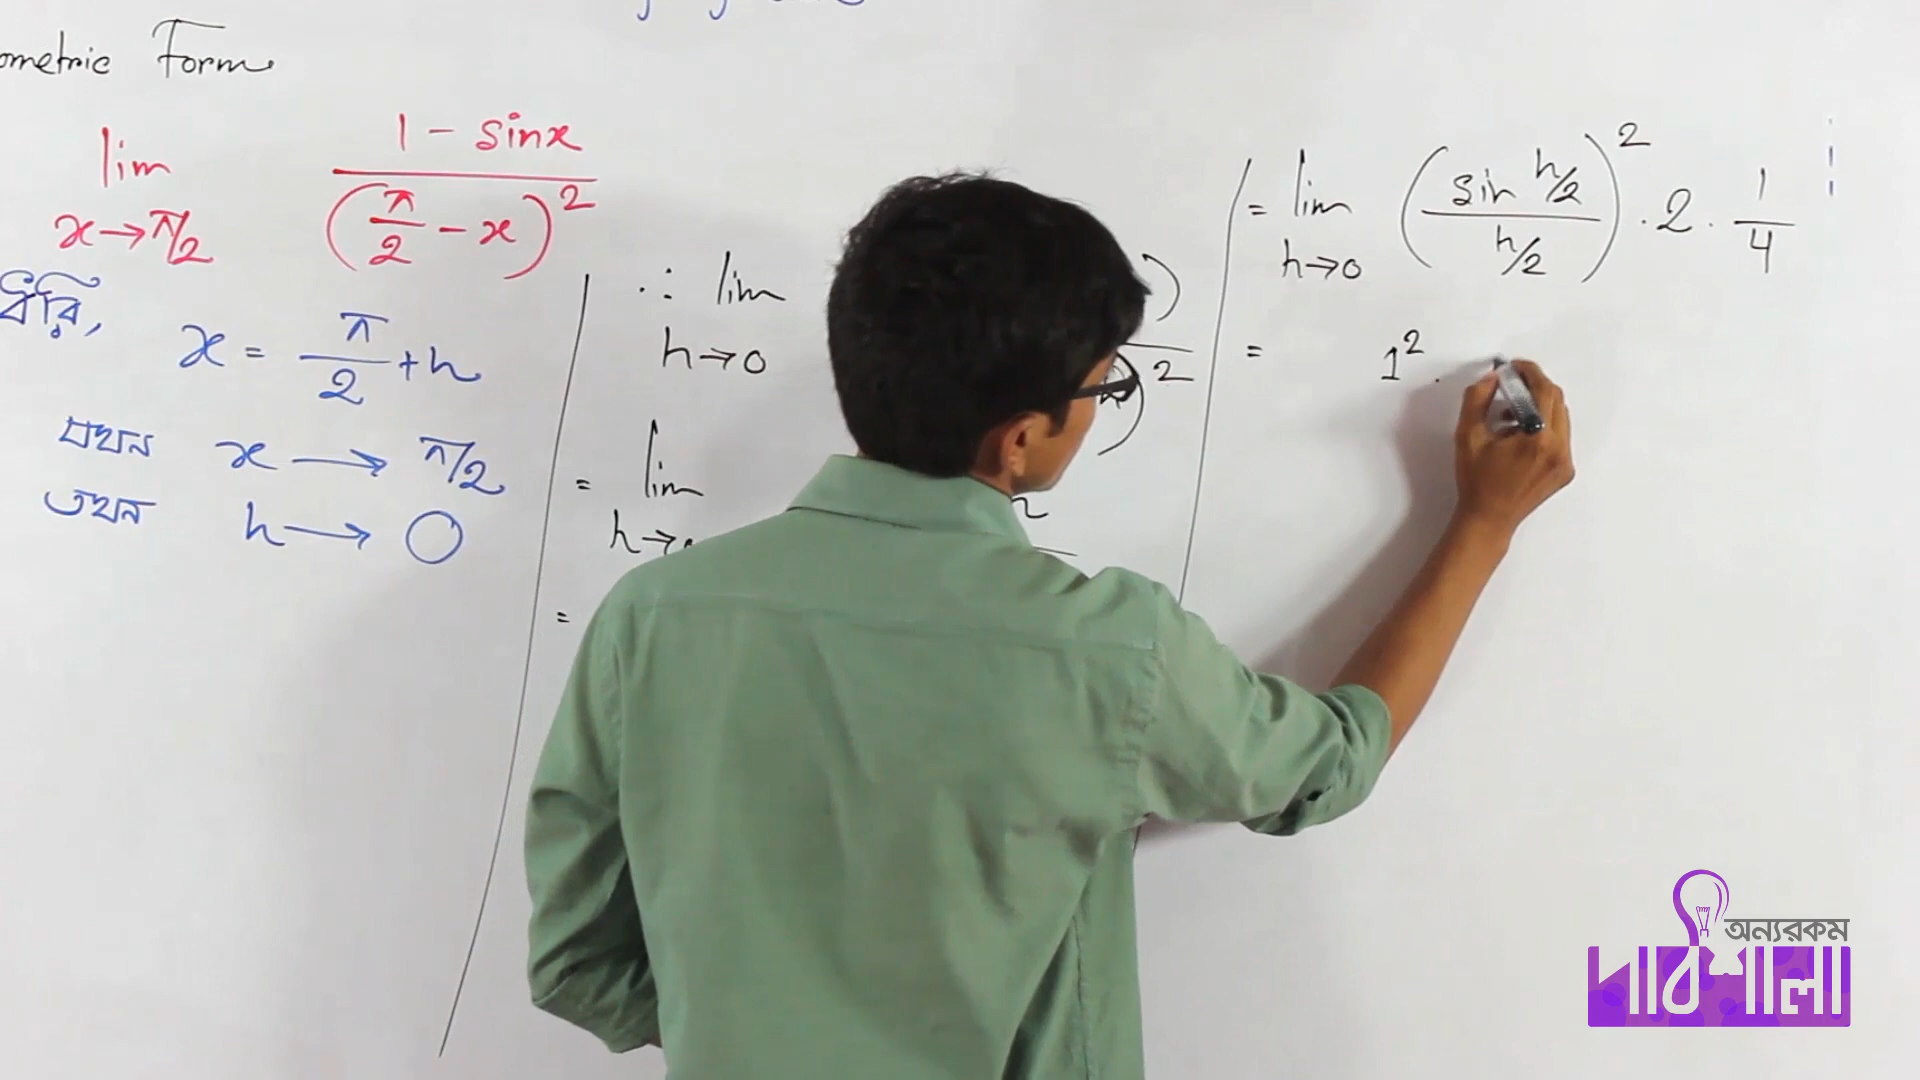 ometric Form
lim x→π/2 (1 - sinx) / (π/2 - x)^2
ধরি, x = π/2 + h
যখন x → π/2
তখন h → 0
∴ lim h→0 ) 2
= lim h→
=
= lim h→0 (sin h/2 / h/2)^2 . 2 . 1/4
= 1^2 .
অন্যরকম
পাঠশালা